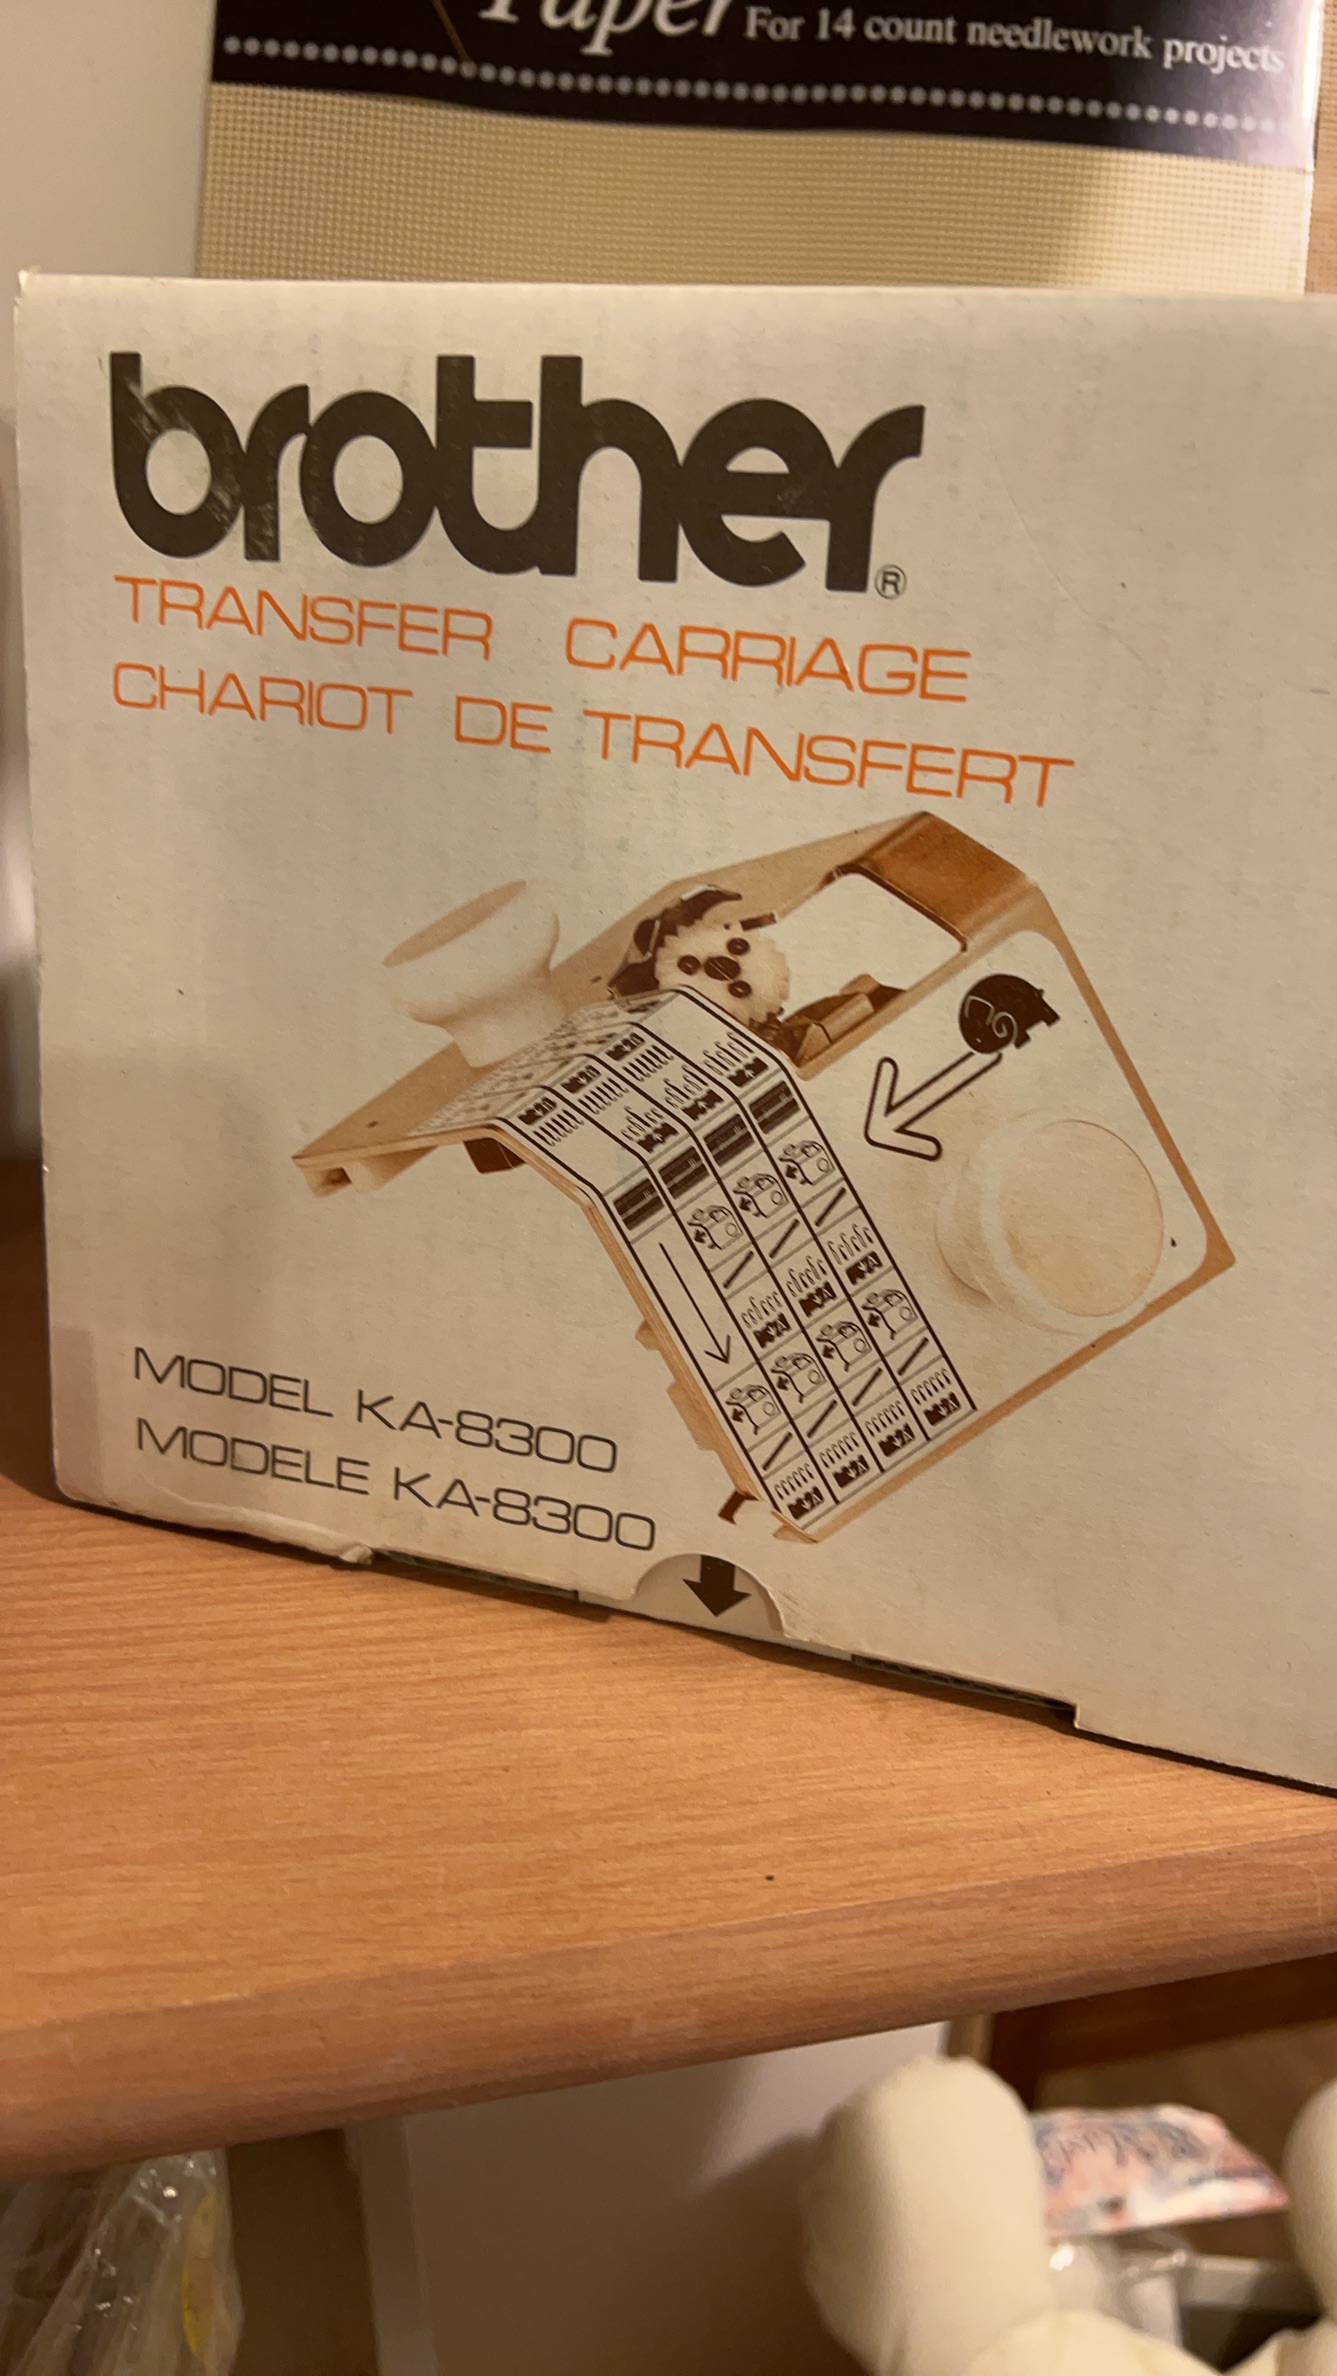 Paper For 14 count needlework projects
brother®
TRANSFER CARRIAGE
CHARIOT DE TRANSFERT
MODEL KA-8300
MODELE KA-8300